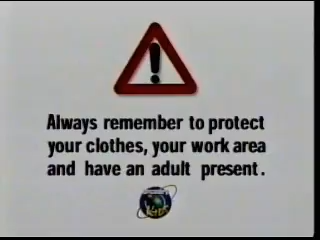 Always remember to protect
your clothes, your work area
and have an adult present.